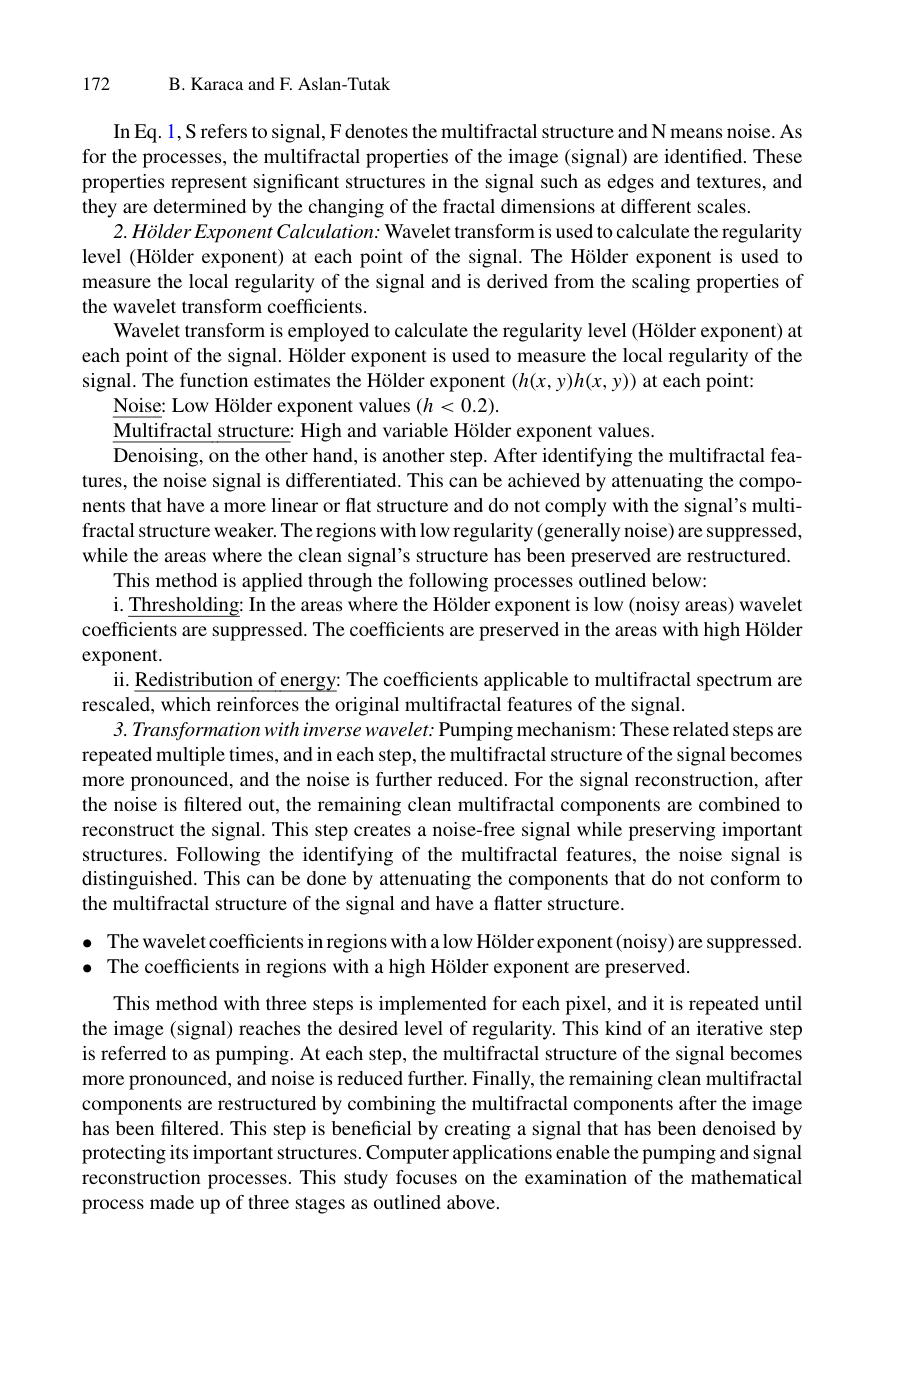 172 B. Karaca and F. Aslan-Tutak
In Eq. 1, S refers to signal, F denotes the multifractal structure and N means noise. As
for the processes, the multifractal properties of the image (signal) are identified. These
properties represent significant structures in the signal such as edges and textures, and
they are determined by the changing of the fractal dimensions at different scales.
2. Hölder Exponent Calculation: Wavelet transform is used to calculate the regularity
level (Hölder exponent) at each point of the signal. The Hölder exponent is used to
measure the local regularity of the signal and is derived from the scaling properties of
the wavelet transform coefficients.
Wavelet transform is employed to calculate the regularity level (Hölder exponent) at
each point of the signal. Hölder exponent is used to measure the local regularity of the
signal. The function estimates the Hölder exponent (h(x, y)h(x, y)) at each point:
Noise: Low Hölder exponent values (h < 0.2).
Multifractal structure: High and variable Hölder exponent values.
Denoising, on the other hand, is another step. After identifying the multifractal fea-
tures, the noise signal is differentiated. This can be achieved by attenuating the compo-
nents that have a more linear or flat structure and do not comply with the signal's multi-
fractal structure weaker. The regions with low regularity (generally noise) are suppressed,
while the areas where the clean signal's structure has been preserved are restructured.
This method is applied through the following processes outlined below:
i. Thresholding: In the areas where the Hölder exponent is low (noisy areas) wavelet
coefficients are suppressed. The coefficients are preserved in the areas with high Hölder
exponent.
ii. Redistribution of energy: The coefficients applicable to multifractal spectrum are
rescaled, which reinforces the original multifractal features of the signal.
3. Transformation with inverse wavelet: Pumping mechanism: These related steps are
repeated multiple times, and in each step, the multifractal structure of the signal becomes
more pronounced, and the noise is further reduced. For the signal reconstruction, after
the noise is filtered out, the remaining clean multifractal components are combined to
reconstruct the signal. This step creates a noise-free signal while preserving important
structures. Following the identifying of the multifractal features, the noise signal is
distinguished. This can be done by attenuating the components that do not conform to
the multifractal structure of the signal and have a flatter structure.
• The wavelet coefficients in regions with a low Hölder exponent (noisy) are suppressed.
• The coefficients in regions with a high Hölder exponent are preserved.
This method with three steps is implemented for each pixel, and it is repeated until
the image (signal) reaches the desired level of regularity. This kind of an iterative step
is referred to as pumping. At each step, the multifractal structure of the signal becomes
more pronounced, and noise is reduced further. Finally, the remaining clean multifractal
components are restructured by combining the multifractal components after the image
has been filtered. This step is beneficial by creating a signal that has been denoised by
protecting its important structures. Computer applications enable the pumping and signal
reconstruction processes. This study focuses on the examination of the mathematical
process made up of three stages as outlined above.